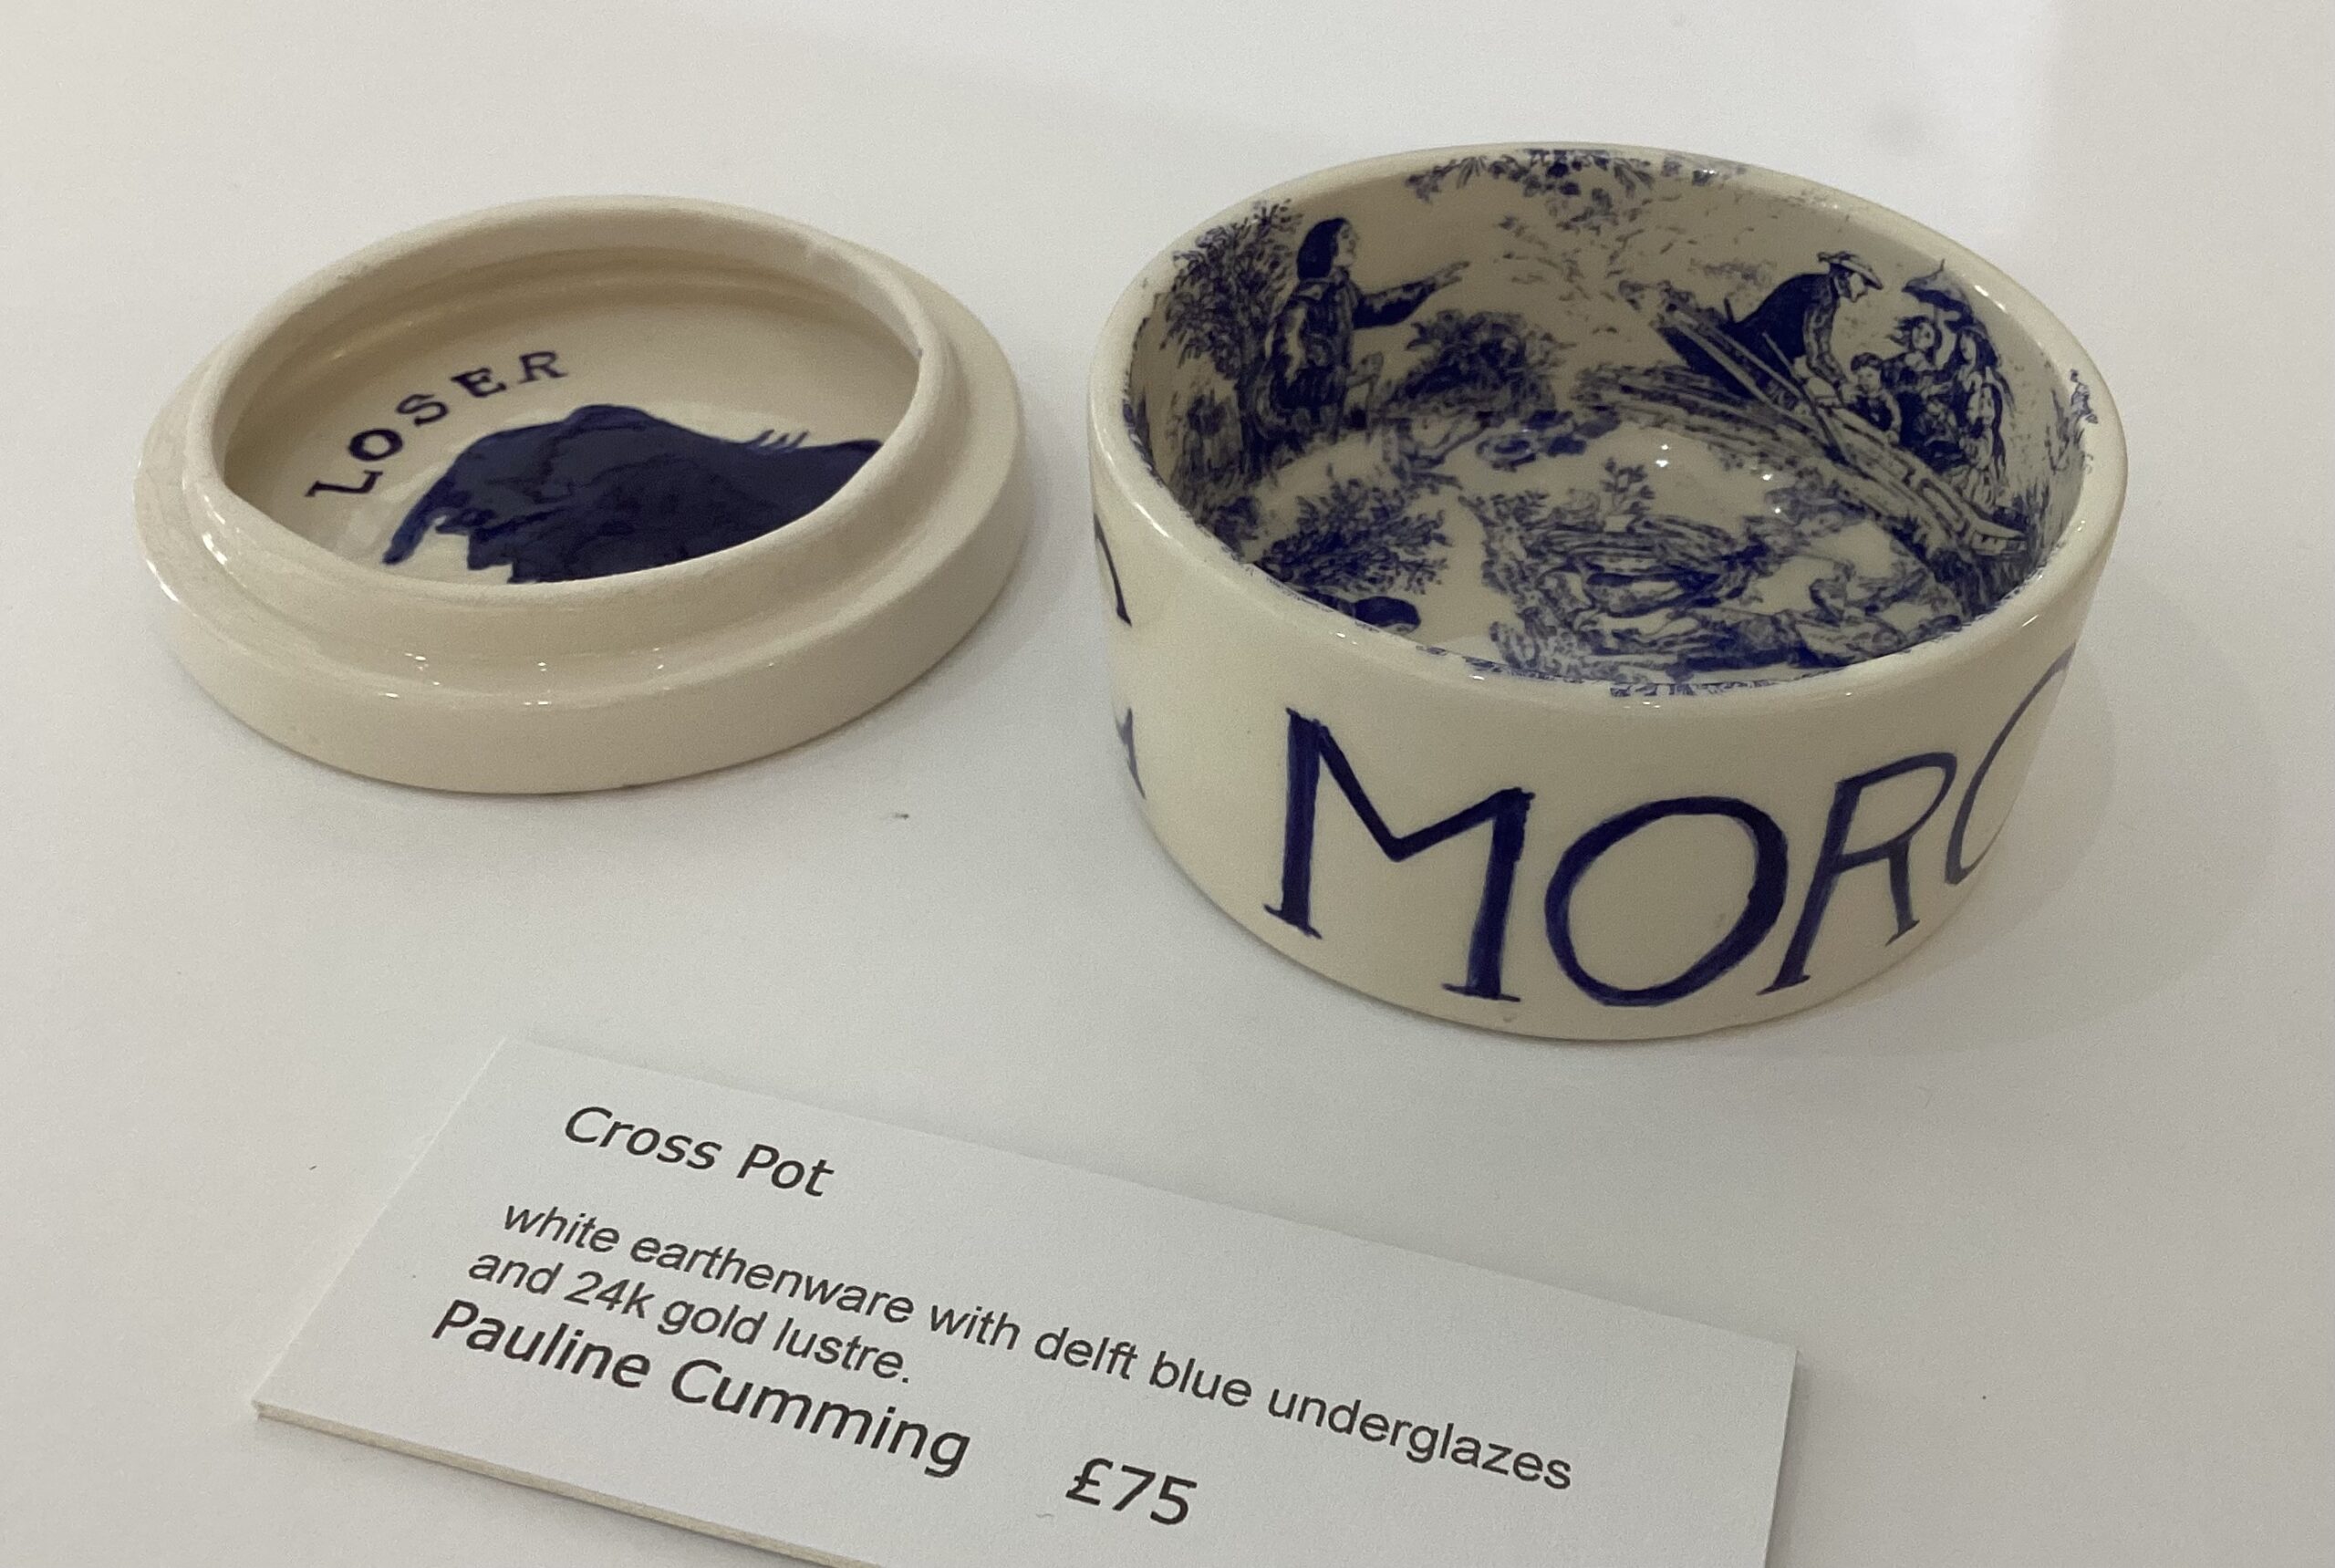 LOSER
MORO
Cross Pot
white earthenware with delft blue underglazes
and 24k gold lustre.
Pauline Cumming £75